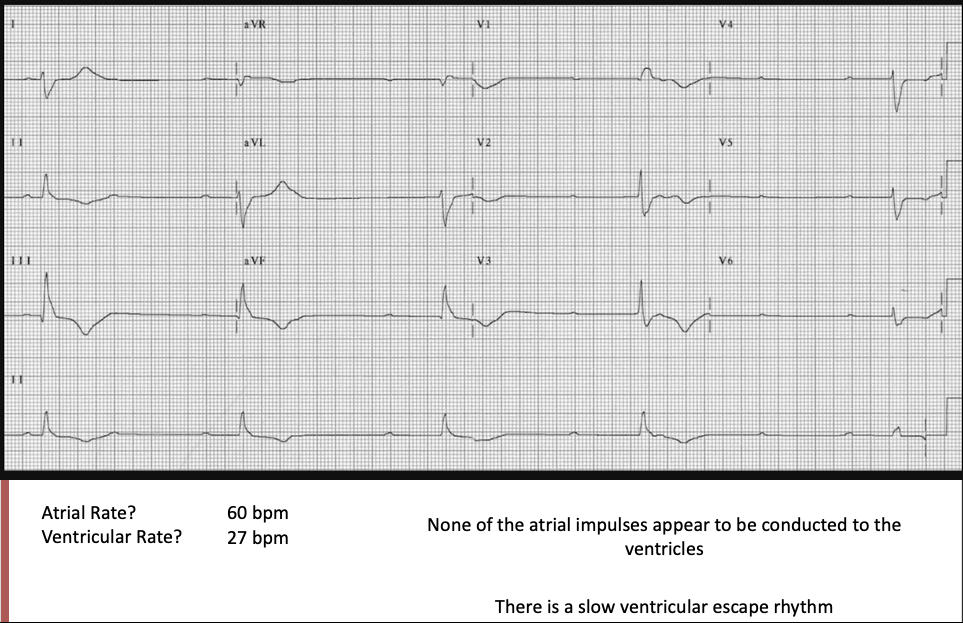 I aVR V1 V4
II aVL V2 V5
III aVF V3 V6
II
Atrial Rate? 60 bpm
Ventricular Rate? 27 bpm
None of the atrial impulses appear to be conducted to the
ventricles
There is a slow ventricular escape rhythm